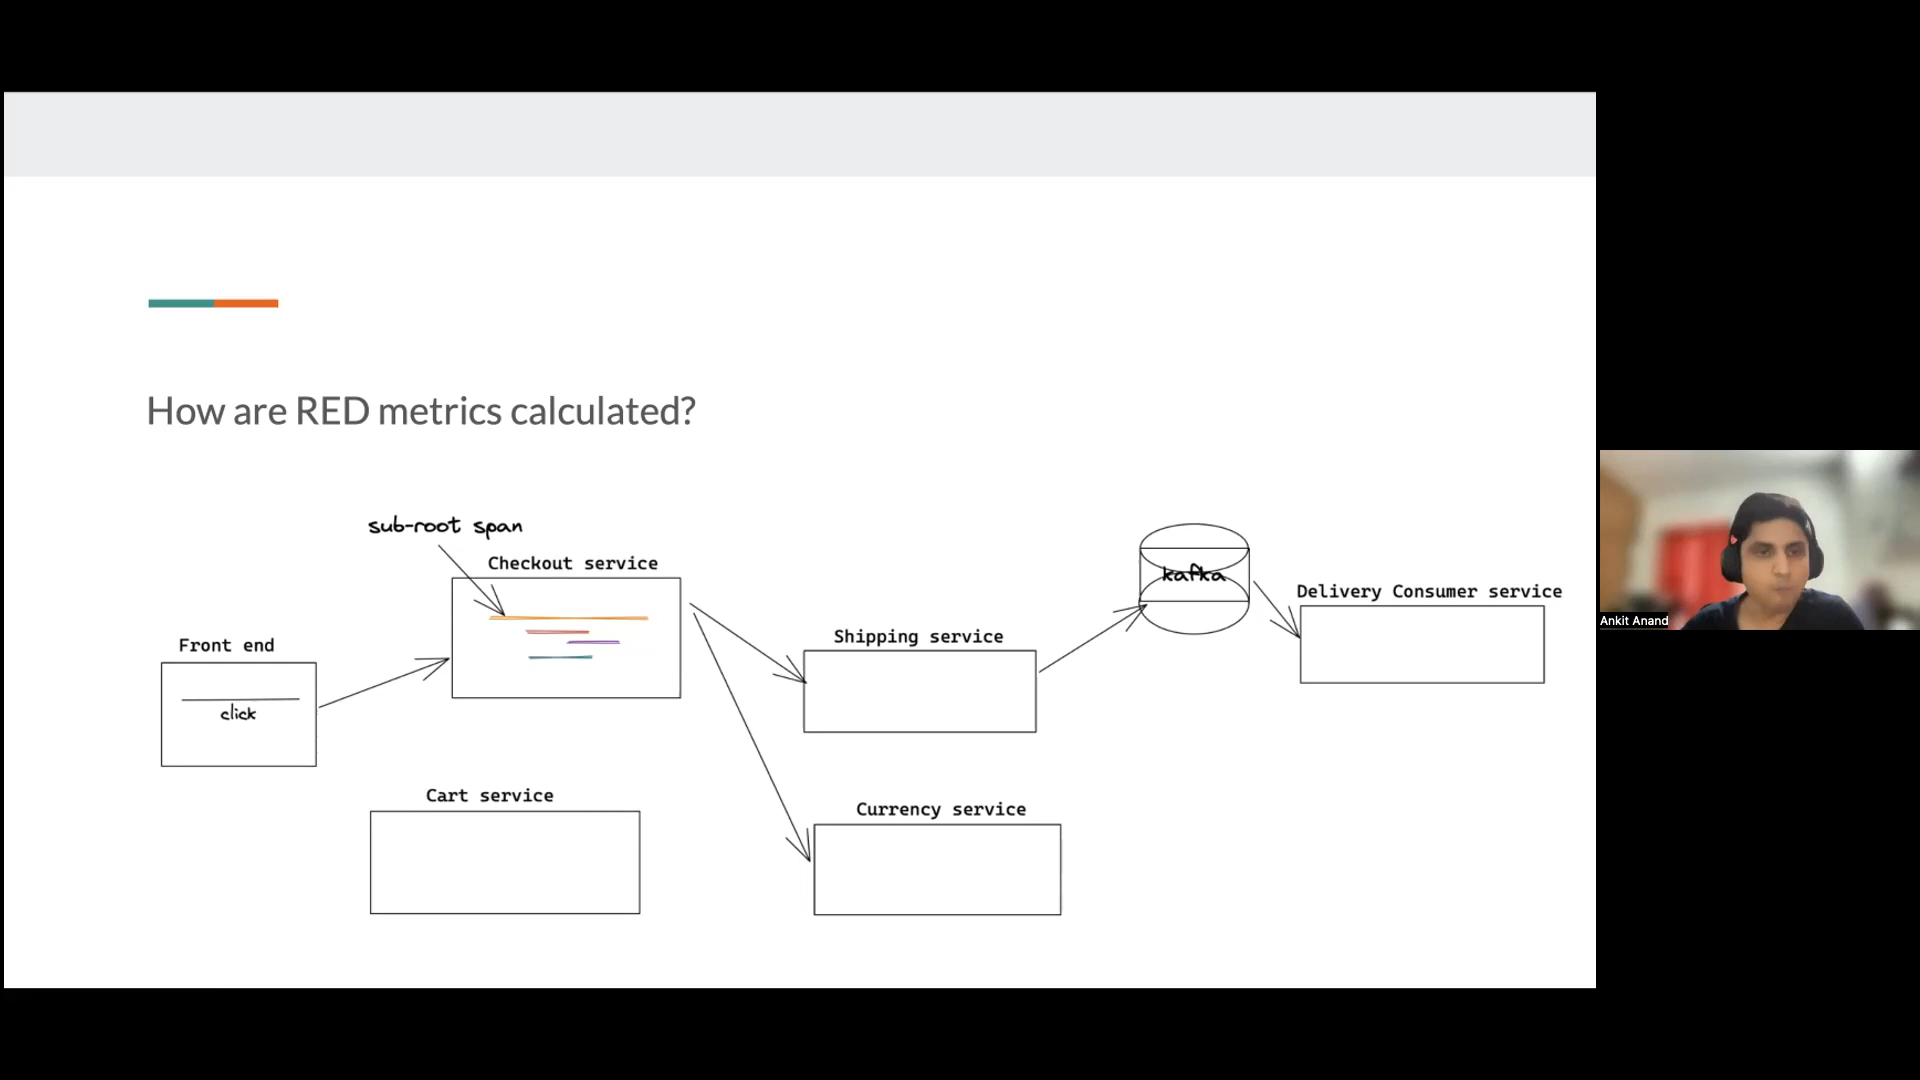 How are RED metrics calculated?
sub-root span
Checkout service
kafka
Delivery Consumer service
Ankit Anand
Shipping service
Front end
click
Cart service
Currency service